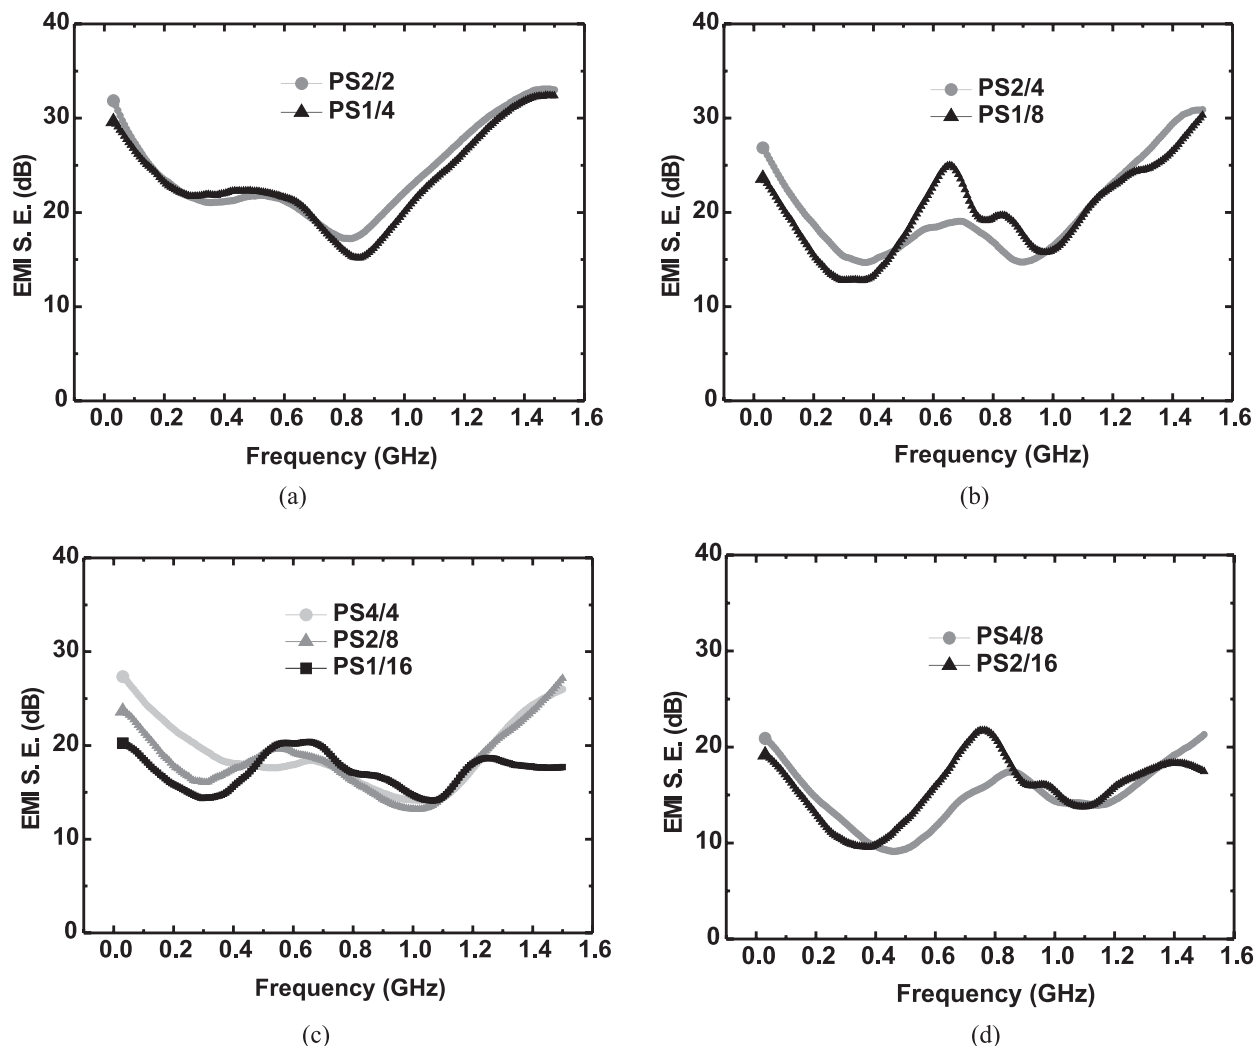 40
30
20
10
0
EMI S. E. (dB)
PS2/2
PS1/4
0.0 0.2 0.4 0.6 0.8 1.0 1.2 1.4 1.6
Frequency (GHz)
(a)
40
30
20
10
0
EMI S. E. (dB)
PS2/4
PS1/8
0.0 0.2 0.4 0.6 0.8 1.0 1.2 1.4 1.6
Frequency (GHz)
(b)
40
30
20
10
0
EMI S. E. (dB)
PS4/4
PS2/8
PS1/16
0.0 0.2 0.4 0.6 0.8 1.0 1.2 1.4 1.6
Frequency (GHz)
(c)
40
30
20
10
0
EMI S. E. (dB)
PS4/8
PS2/16
0.0 0.2 0.4 0.6 0.8 1.0 1.2 1.4 1.6
Frequency (GHz)
(d)